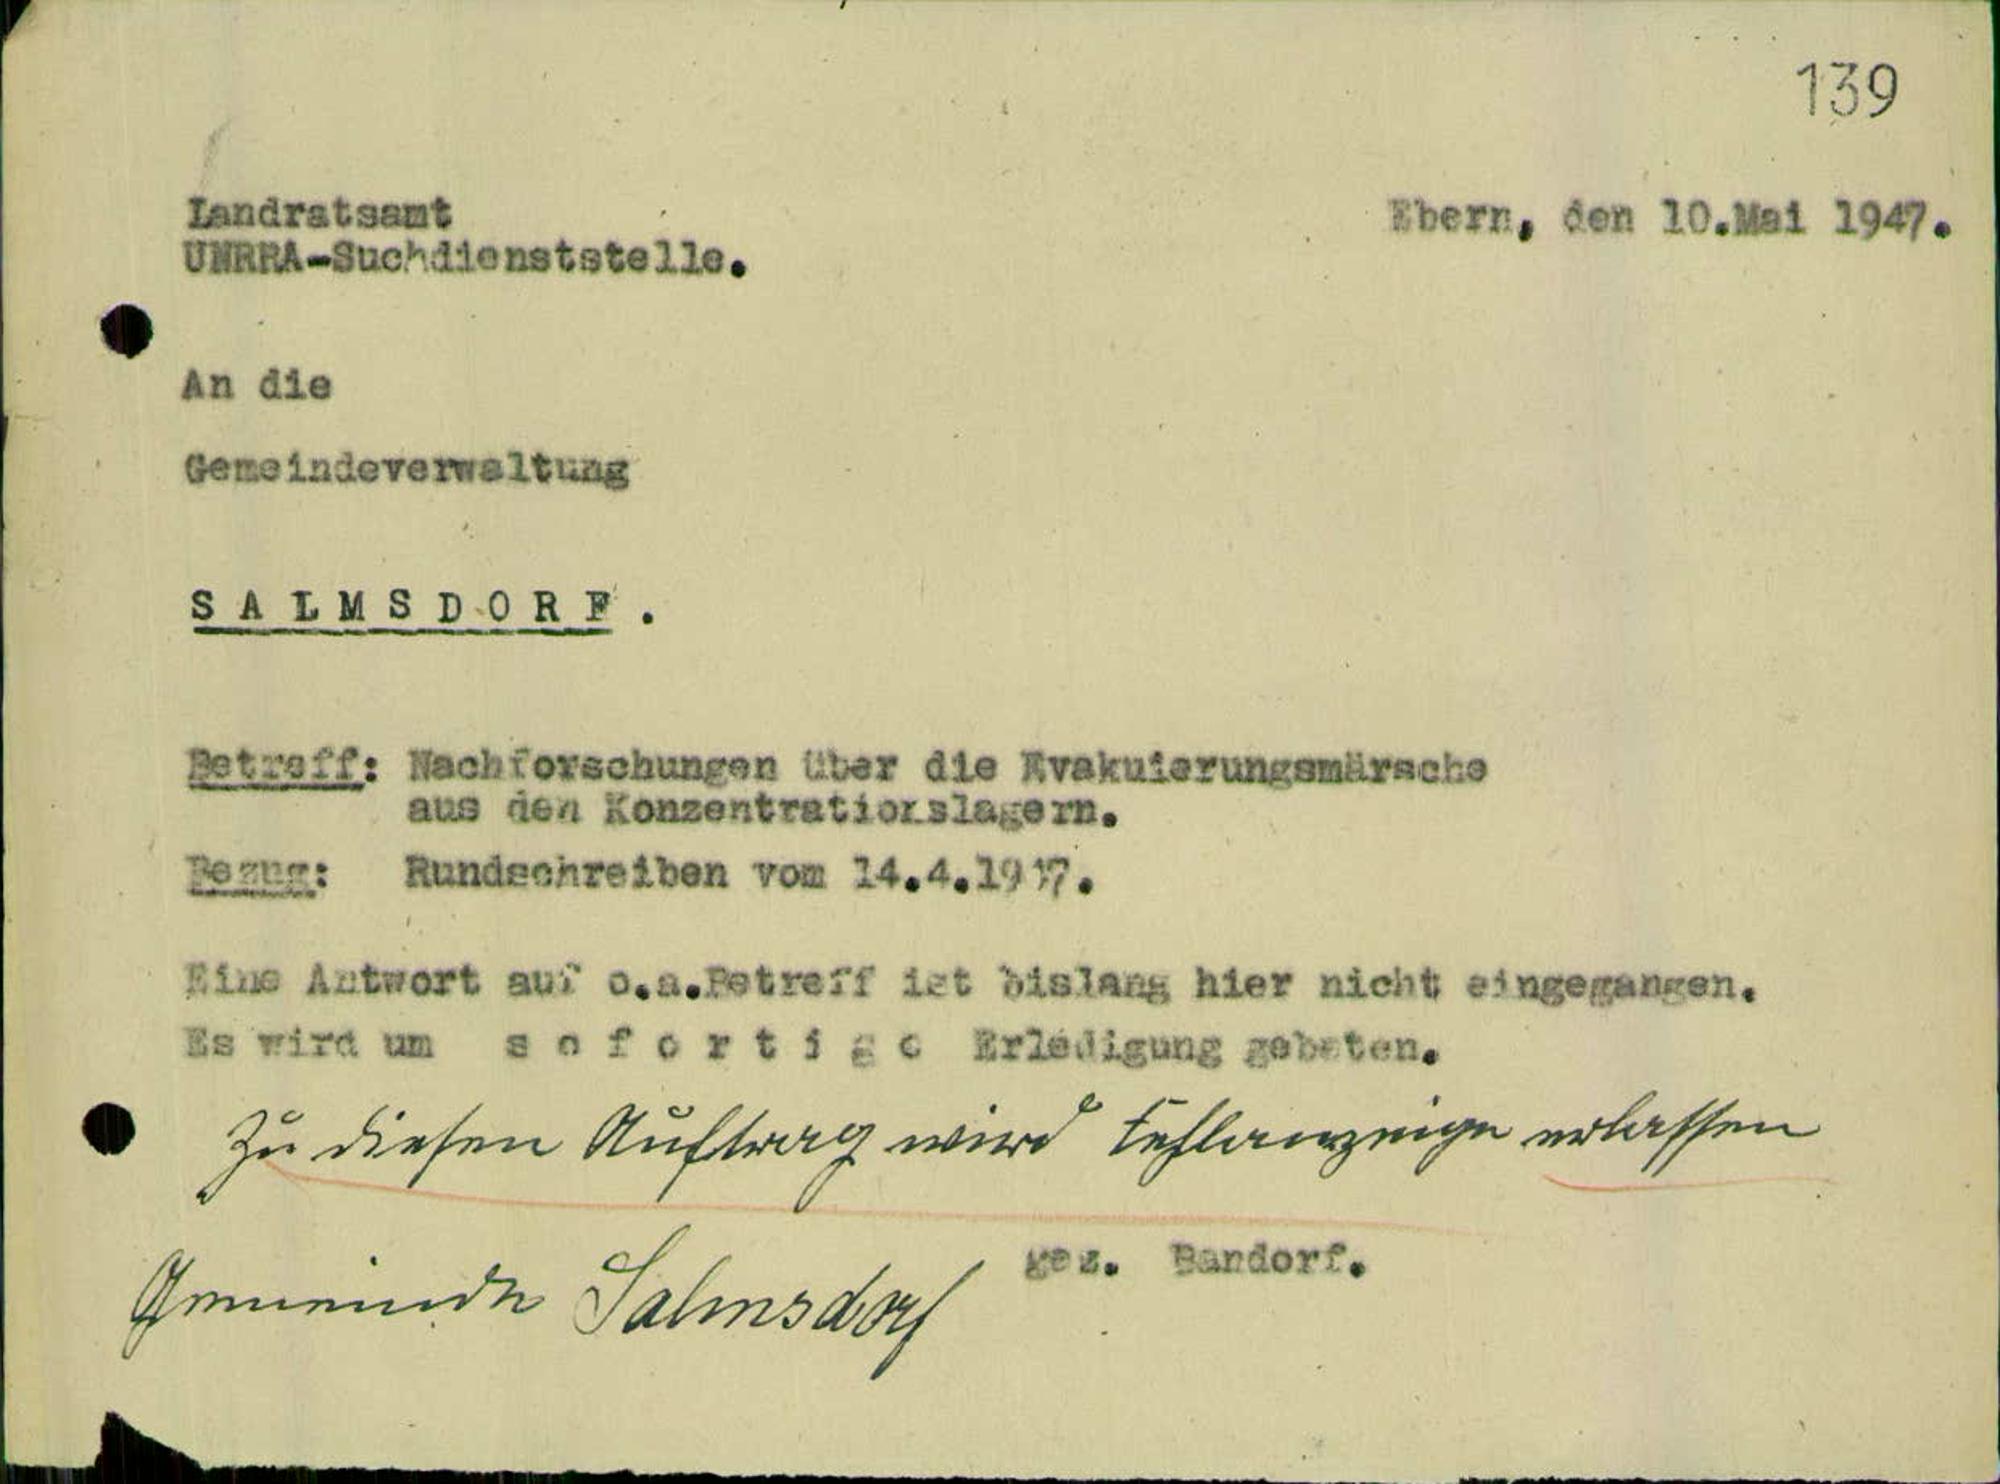 139
Landratsamt
UNRRA-Suchdienststelle.
Ebern, den 10.Mai 1947.
An die
Gemeindeverwaltung
S A L M S D O R F .
Betreff: Nachforschungen über die Evakuierungsmärsche
aus den Konzentrationslagern.
Bezug: Rundschreiben vom 14.4.1947.
Eine Antwort auf o.a.Betreff ist bislang hier nicht eingegangen.
Es wird um s o f o r t i g e Erledigung gebeten.
Zu diesen Auftrag wird Fehlanzeige erlassen
gez. Bandorf.
Gemeinde Salmsdorf